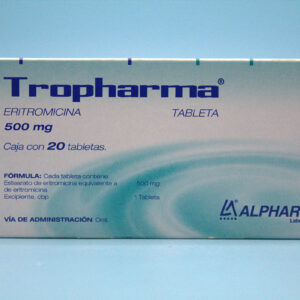 Tropharma®
ERITROMICINA TABLETA
500 mg
Caja con 20 tabletas.
FÓRMULA: Cada tableta contiene:
Estearato de eritromicina equivalente a 500 mg
de eritromicina
Excipiente, cbp 1 tableta
VÍA DE ADMINISTRACIÓN: Oral.
ALPHAR